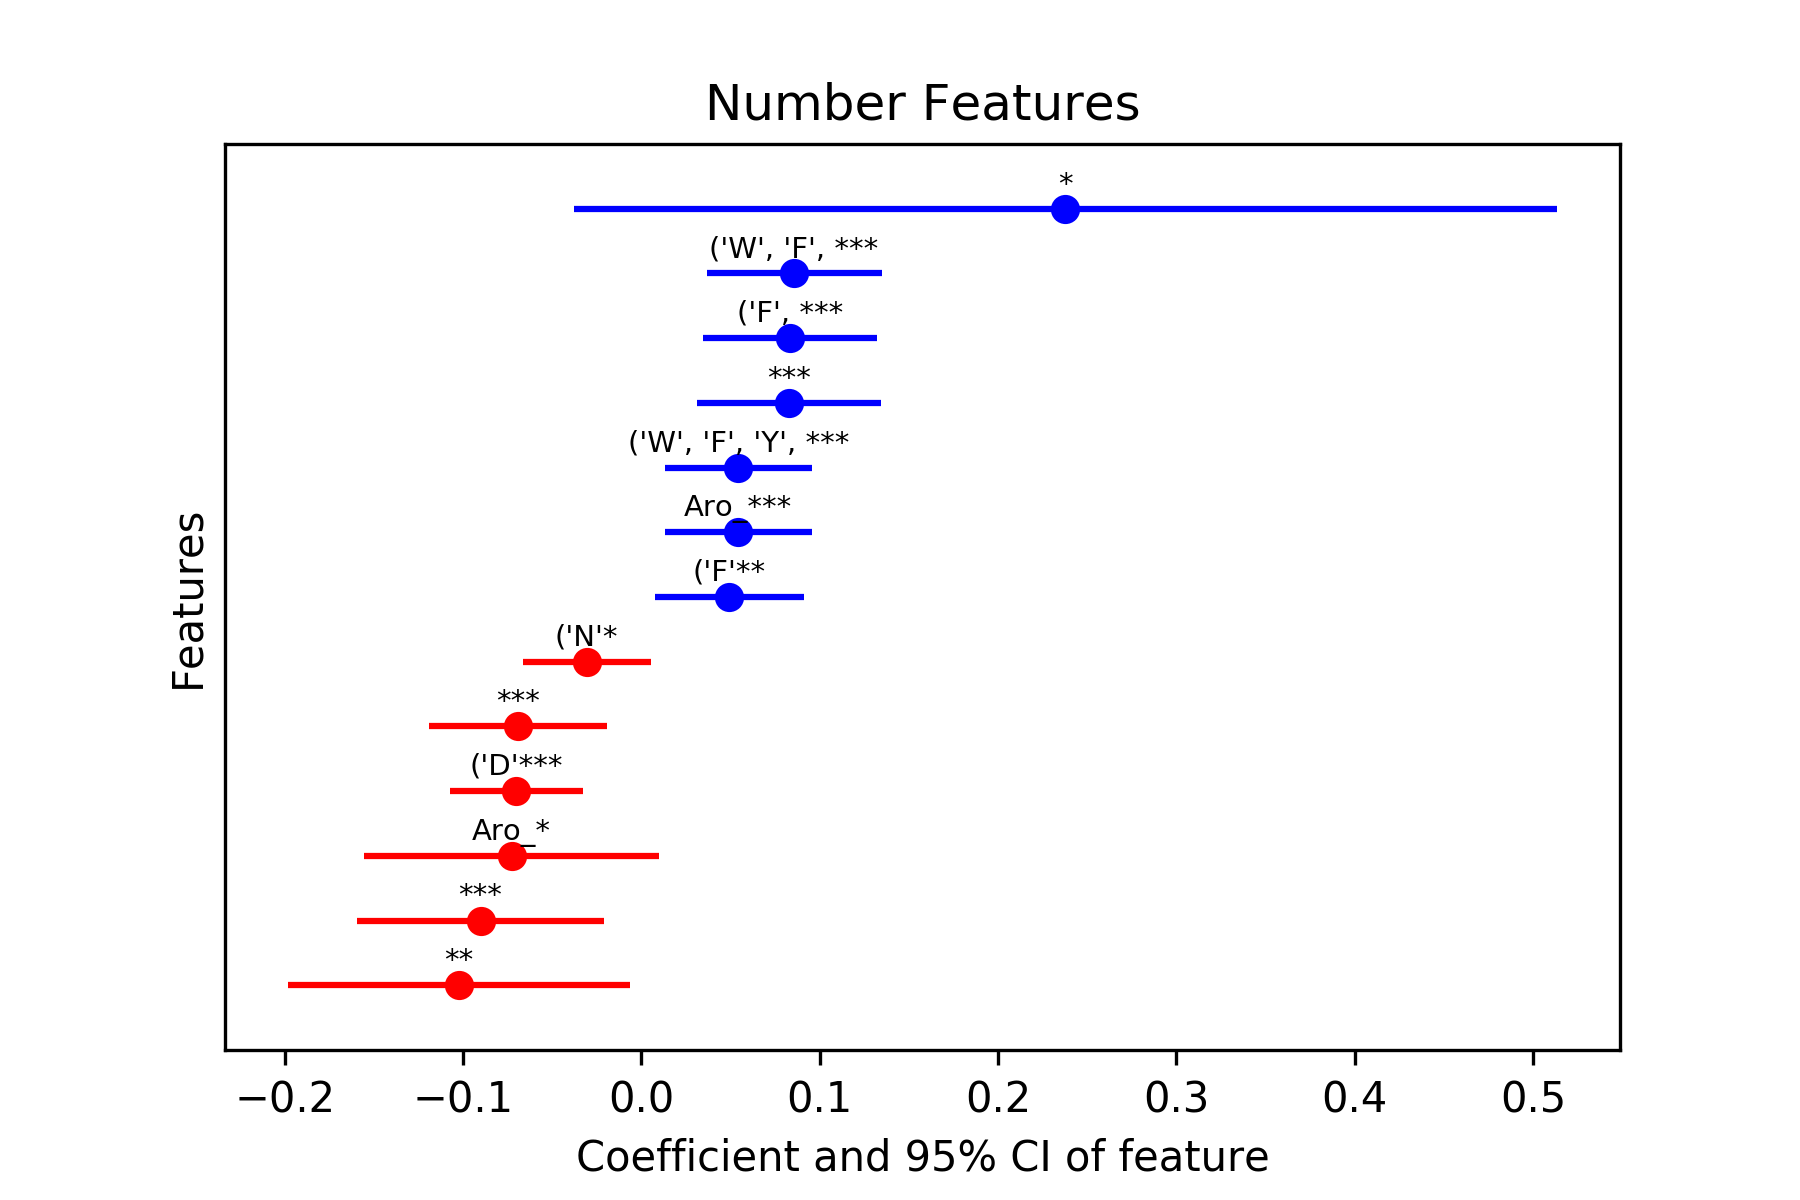 Number Features
*
('W', 'F', ***
('F', ***
***
('W', 'F', 'Y', ***
Aro_***
('F'**
('N'*
***
('D'***
Aro_*
***
**
Features
−0.2 −0.1 0.0 0.1 0.2 0.3 0.4 0.5
Coefficient and 95% CI of feature